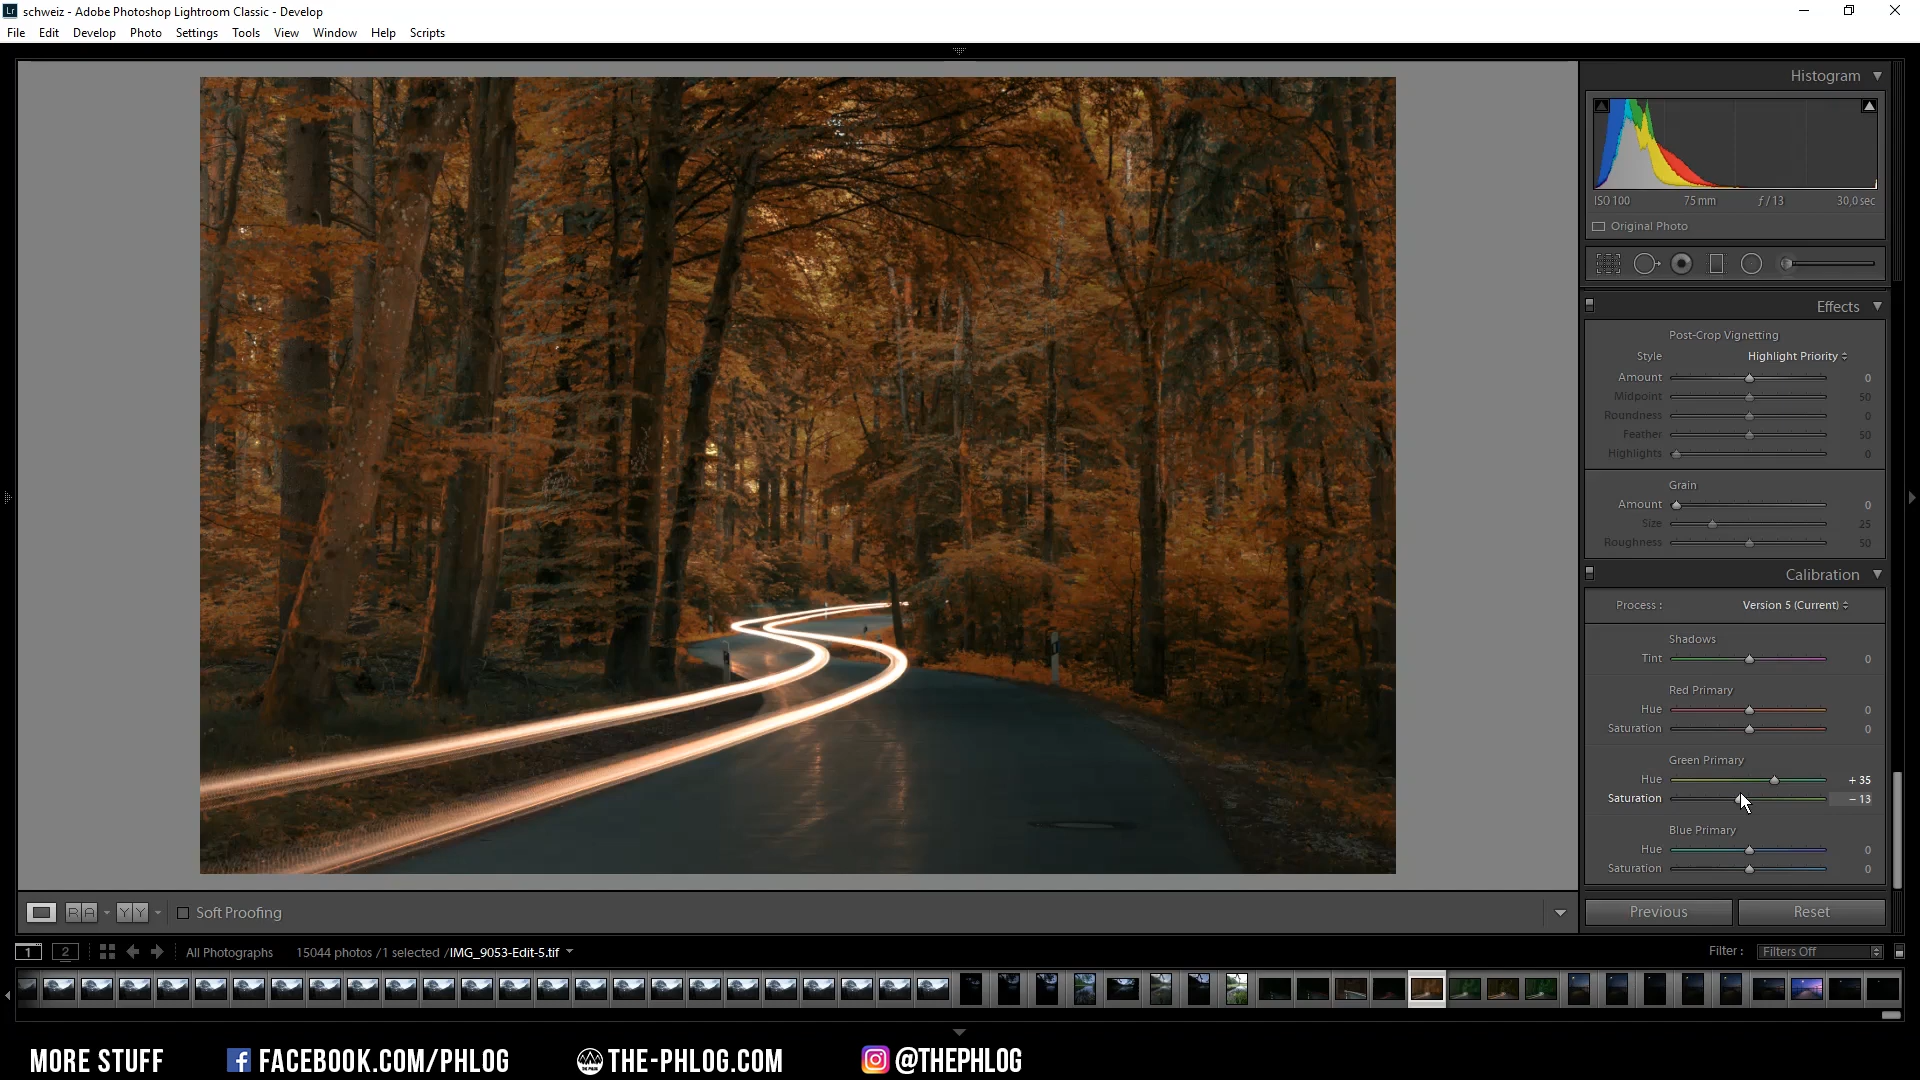 Lr schweiz - Adobe Photoshop Lightroom Classic - Develop
File Edit Develop Photo Settings Tools View Window Help Scripts
Histogram
ISO 100 75 mm ƒ / 13 30,0 sec
Original Photo
Effects
Post-Crop Vignetting
Style Highlight Priority
Amount 0
Midpoint 50
Roundness 0
Feather 50
Highlights 0
Grain
Amount 0
Size 25
Roughness 50
Calibration
Process : Version 5 (Current)
Shadows
Tint 0
Red Primary
Hue 0
Saturation 0
Green Primary
Hue + 35
Saturation – 13
Blue Primary
Hue 0
Saturation 0
R A Y Y Soft Proofing
Previous Reset
1 2 All Photographs 15044 photos / 1 selected / IMG_9053-Edit-5.tif Filter : Filters Off
MORE STUFF FACEBOOK.COM/PHLOG THE-PHLOG.COM @THEPHLOG